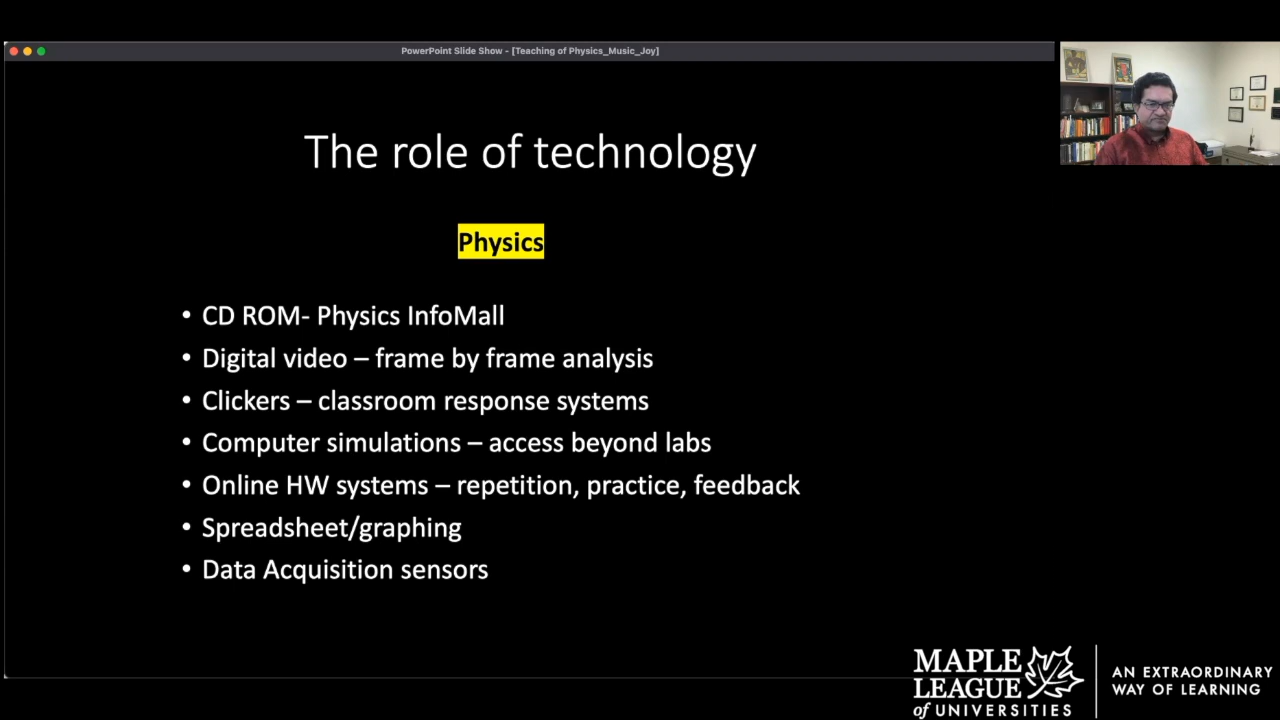 PowerPoint Slide Show - [Teaching of Physics_Music_Joy]
The role of technology
Physics
• CD ROM- Physics InfoMall
• Digital video – frame by frame analysis
• Clickers – classroom response systems
• Computer simulations – access beyond labs
• Online HW systems – repetition, practice, feedback
• Spreadsheet/graphing
• Data Acquisition sensors
MAPLE
LEAGUE
of UNIVERSITIES
AN EXTRAORDINARY
WAY OF LEARNING